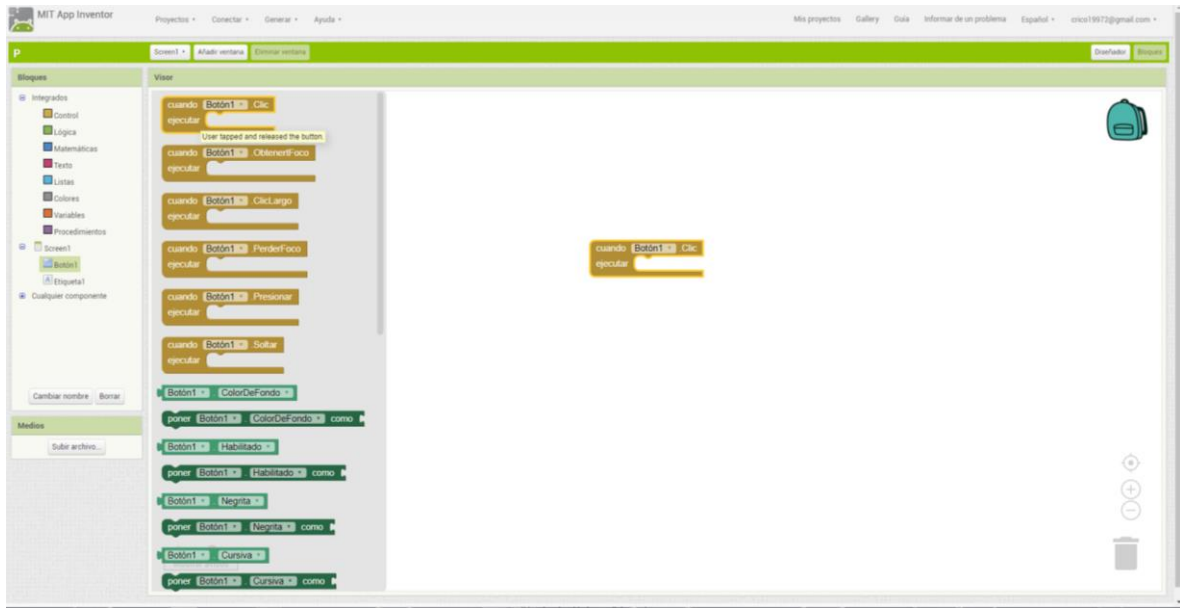 MIT App Inventor
Proyectos Conectar Generar Ayuda
Mis proyectos Gallery Guía Informar de un problema Español crico19972@gmail.com
P
Screen1 Añadir ventana Eliminar ventana
Diseñador Bloques
Bloques
Visor
Integrados
Control
Lógica
Matemáticas
Texto
Listas
Colores
Variables
Procedimientos
Screen1
Botón1
Etiqueta1
Cualquier componente
Cambiar nombre Borrar
Medios
Subir archivo...
cuando Botón1 .Clic
ejecutar
User tapped and released the button.
cuando Botón1 .ObtenerFoco
ejecutar
cuando Botón1 .ClicLargo
ejecutar
cuando Botón1 .PerderFoco
ejecutar
cuando Botón1 .Presionar
ejecutar
cuando Botón1 .Soltar
ejecutar
Botón1 . ColorDeFondo
poner Botón1 . ColorDeFondo como
Botón1 . Habilitado
poner Botón1 . Habilitado como
Botón1 . Negrita
poner Botón1 . Negrita como
Botón1 . Cursiva
poner Botón1 . Cursiva como
cuando Botón1 .Clic
ejecutar